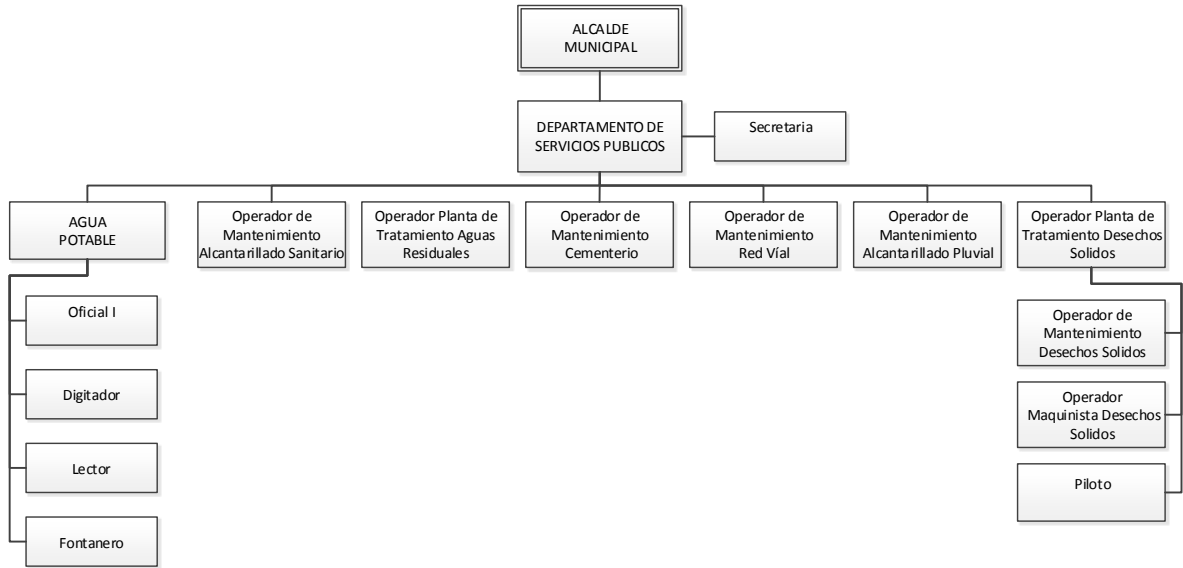 ALCALDE
MUNICIPAL
DEPARTAMENTO DE
SERVICIOS PUBLICOS
Secretaria
AGUA
POTABLE
Operador de
Mantenimiento
Alcantarillado Sanitario
Operador Planta de
Tratamiento Aguas
Residuales
Operador de
Mantenimiento
Cementerio
Operador de
Mantenimiento
Red Víal
Operador de
Mantenimiento
Alcantarillado Pluvial
Operador Planta de
Tratamiento Desechos
Solidos
Oficial I
Digitador
Lector
Fontanero
Operador de
Mantenimiento
Desechos Solidos
Operador
Maquinista Desechos
Solidos
Piloto